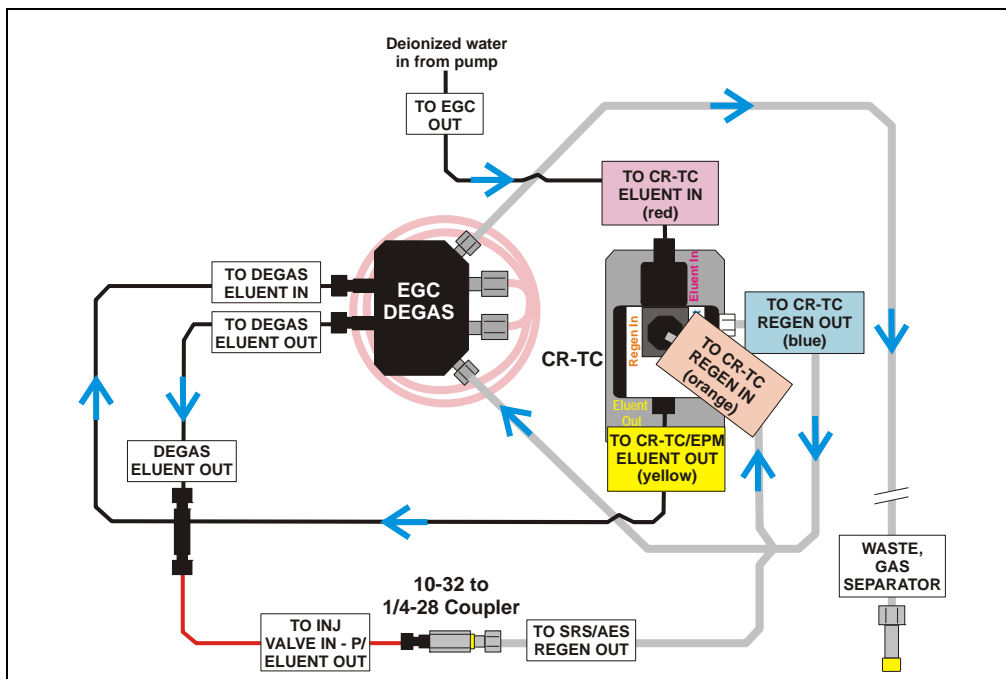 Deionized water
in from pump
TO EGC
OUT
TO CR-TC
ELUENT IN
(red)
TO DEGAS
ELUENT IN
TO DEGAS
ELUENT OUT
EGC
DEGAS
Eluent In
Regen In
CR-TC
TO CR-TC
REGEN OUT
(blue)
TO CR-TC
REGEN IN
(orange)
Eluent
Out
TO CR-TC/EPM
ELUENT OUT
(yellow)
DEGAS
ELUENT OUT
WASTE,
GAS
SEPARATOR
10-32 to
1/4-28 Coupler
TO INJ
VALVE IN - P/
ELUENT OUT
TO SRS/AES
REGEN OUT